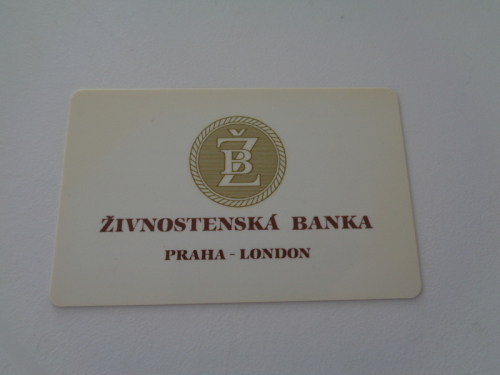 ŽB
ŽIVNOSTENSKÁ BANKA
PRAHA - LONDON